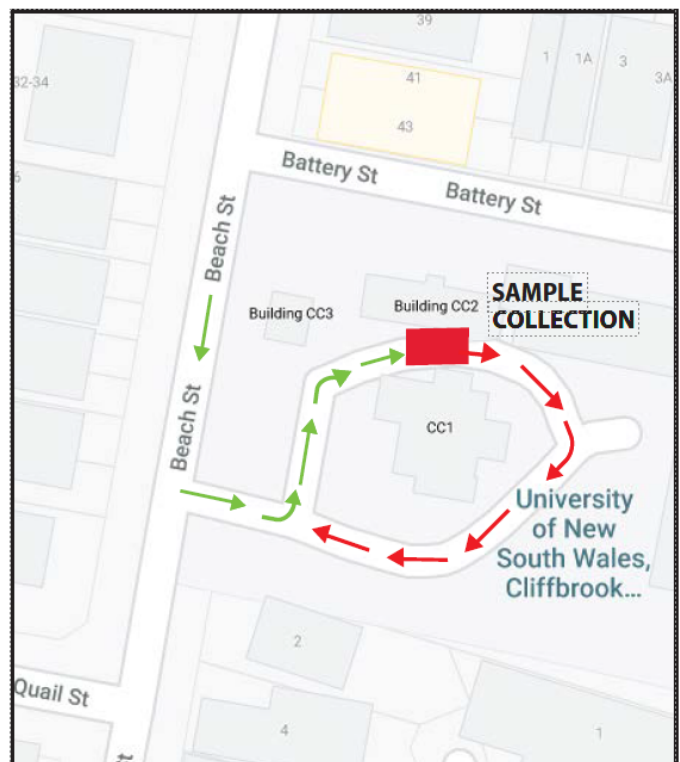 39
32-34
41
1
1A
3
3A
43
6
Battery St
Battery St
Beach St
SAMPLE
COLLECTION
Building CC3
Building CC2
Beach St
CC1
University
of New
South Wales,
Cliffbrook...
2
Quail St
4
1